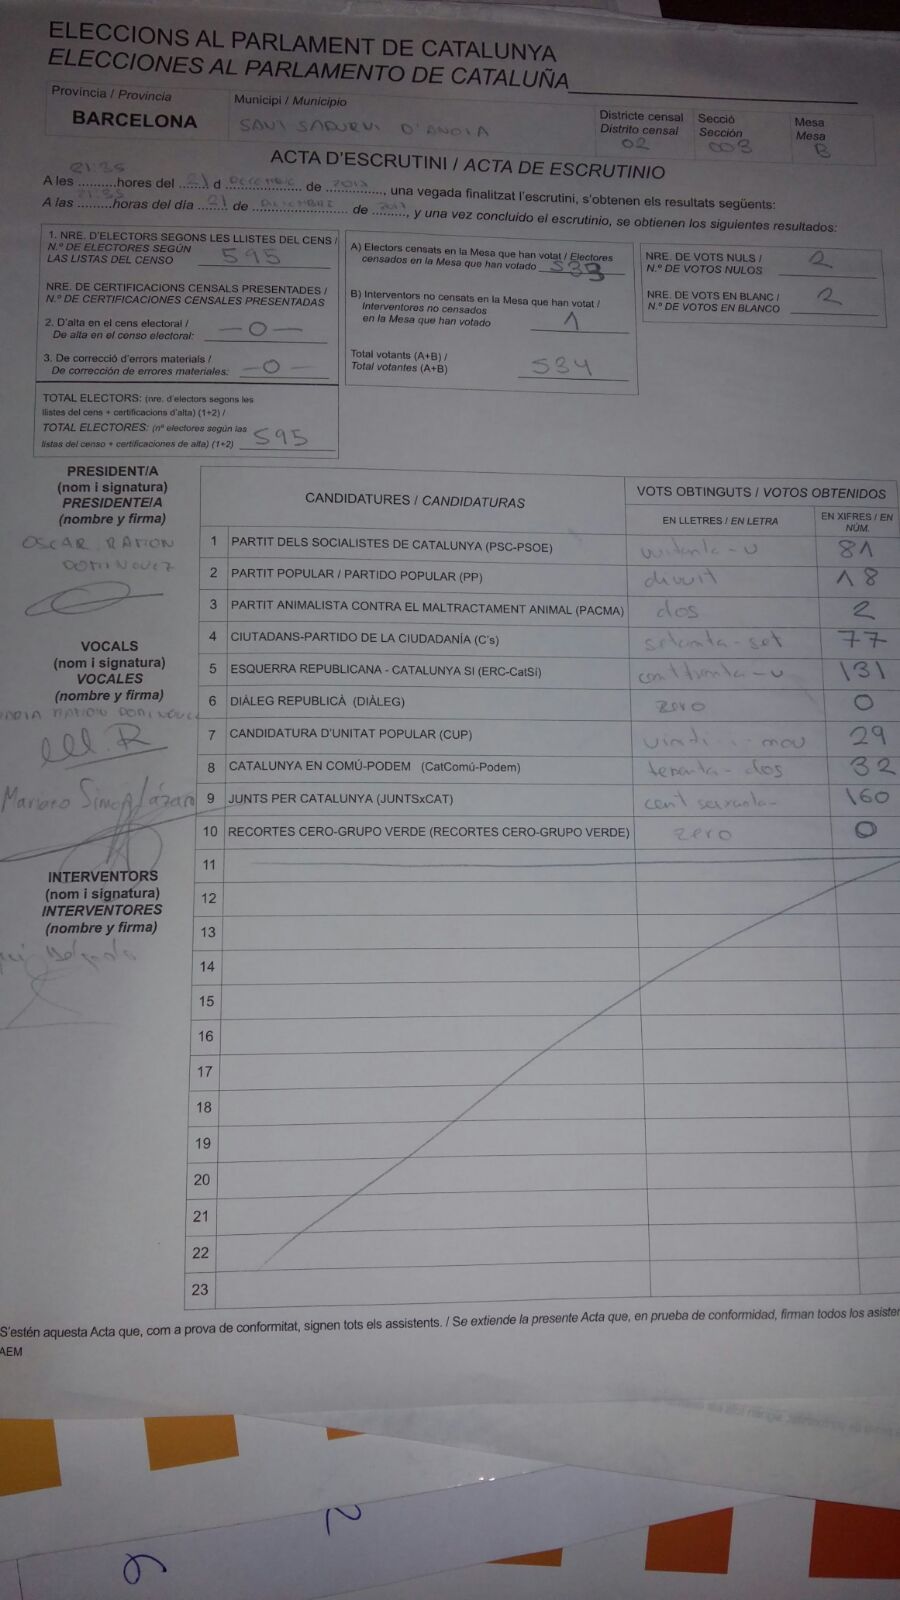 ELECCIONS AL PARLAMENT DE CATALUNYA
ELECCIONES AL PARLAMENTO DE CATALUÑA
Província / Provincia
BARCELONA
Municipi / Municipio
SANT SADURNI D'ANOIA
Districte censal
Distrito censal
02
Secció
Sección
003
Mesa
Mesa
B
ACTA D'ESCRUTINI / ACTA DE ESCRUTINIO
A les 21:35 hores del 21 d DECEMBRE de 2017, una vegada finalitzat l'escrutini, s'obtenen els resultats següents:
A las 21:35 horas del día 21 de DICIEMBRE de 2017, y una vez concluido el escrutinio, se obtienen los siguientes resultados:
1. NRE. D'ELECTORS SEGONS LES LLISTES DEL CENS /
N.º DE ELECTORES SEGÚN
LAS LISTAS DEL CENSO 595
NRE. DE CERTIFICACIONS CENSALS PRESENTADES /
N.º DE CERTIFICACIONES CENSALES PRESENTADAS
2. D'alta en el cens electoral /
De alta en el censo electoral: —0—
3. De correcció d'errors materials /
De corrección de errores materiales: —0—
TOTAL ELECTORS: (nre. d'electors segons les
llistes del cens + certificacions d'alta) (1+2) /
TOTAL ELECTORES: (nº electores según las
listas del censo + certificaciones de alta) (1+2) 595
A) Electors censats en la Mesa que han votat / Electores
censados en la Mesa que han votado 533
B) Interventors no censats en la Mesa que han votat /
Interventores no censados
en la Mesa que han votado 1
Total votants (A+B) /
Total votantes (A+B) 534
NRE. DE VOTS NULS /
N.º DE VOTOS NULOS 2
NRE. DE VOTS EN BLANC /
N.º DE VOTOS EN BLANCO 2
PRESIDENT/A
(nom i signatura)
PRESIDENTE/A
(nombre y firma)
OSCAR RAMON
DOMINGUEZ
VOCALS
(nom i signatura)
VOCALES
(nombre y firma)
Mariano Simon Lázaro
INTERVENTORS
(nom i signatura)
INTERVENTORES
(nombre y firma)
CANDIDATURES / CANDIDATURAS
VOTS OBTINGUTS / VOTOS OBTENIDOS
EN LLETRES / EN LETRA
EN XIFRES / EN
NÚM.
1 PARTIT DELS SOCIALISTES DE CATALUNYA (PSC-PSOE) vuitanta-u 81
2 PARTIT POPULAR / PARTIDO POPULAR (PP) divuit 18
3 PARTIT ANIMALISTA CONTRA EL MALTRACTAMENT ANIMAL (PACMA) dos 2
4 CIUTADANS-PARTIDO DE LA CIUDADANÍA (C's) setanta-set 77
5 ESQUERRA REPUBLICANA - CATALUNYA SI (ERC-CatSí) cent trenta-u 131
6 DIÀLEG REPUBLICÀ (DIÀLEG) zero 0
7 CANDIDATURA D'UNITAT POPULAR (CUP) vint-i-nou 29
8 CATALUNYA EN COMÚ-PODEM (CatComú-Podem) trenta-dos 32
9 JUNTS PER CATALUNYA (JUNTSxCAT) cent seixanta- 160
10 RECORTES CERO-GRUPO VERDE (RECORTES CERO-GRUPO VERDE) zero 0
11
12
13
14
15
16
17
18
19
20
21
22
23
S'estén aquesta Acta que, com a prova de conformitat, signen tots els assistents. / Se extiende la presente Acta que, en prueba de conformidad, firman todos los
AEM
2
6